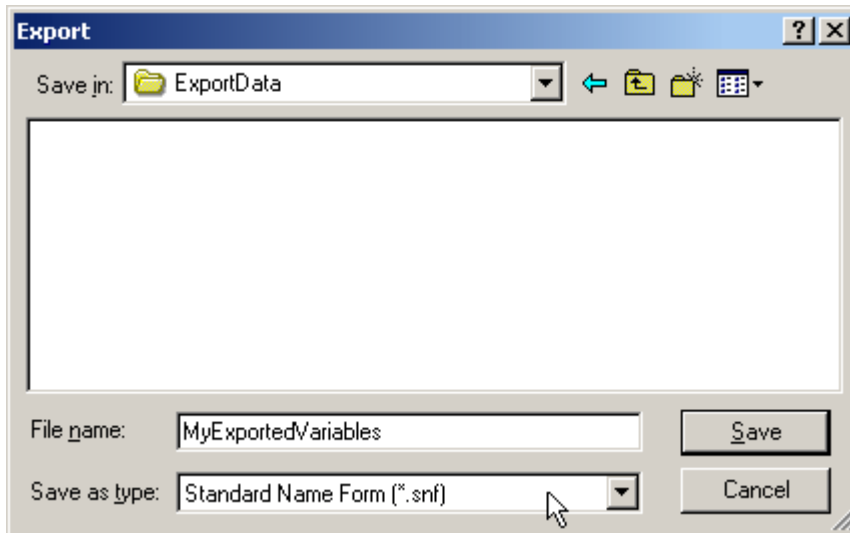 Export
Save in: ExportData
File name: MyExportedVariables Save
Save as type: Standard Name Form (*.snf) Cancel